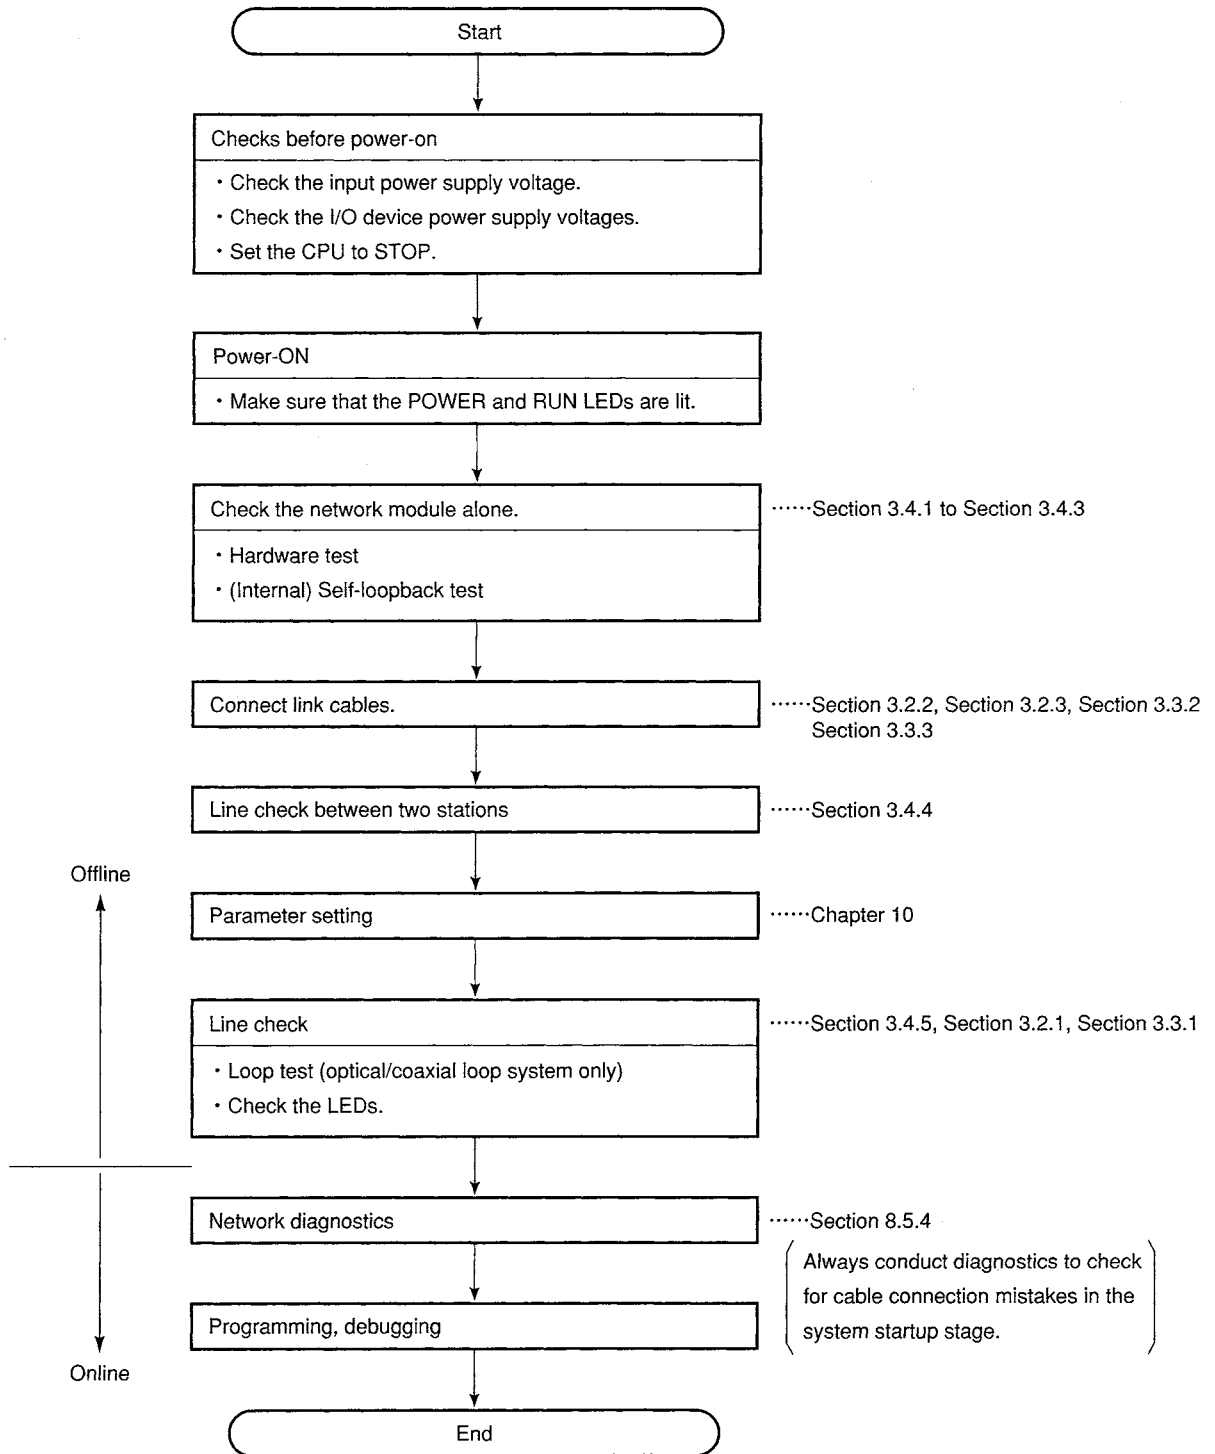 Start
Checks before power-on
・Check the input power supply voltage.
・Check the I/O device power supply voltages.
・Set the CPU to STOP.
Power-ON
・Make sure that the POWER and RUN LEDs are lit.
Check the network module alone.
······Section 3.4.1 to Section 3.4.3
・Hardware test
・(Internal) Self-loopback test
Connect link cables.
······Section 3.2.2, Section 3.2.3, Section 3.3.2
Section 3.3.3
Line check between two stations
······Section 3.4.4
Offline
Parameter setting
······Chapter 10
Line check
······Section 3.4.5, Section 3.2.1, Section 3.3.1
・Loop test (optical/coaxial loop system only)
・Check the LEDs.
Network diagnostics
······Section 8.5.4
Always conduct diagnostics to check
for cable connection mistakes in the
system startup stage.
Programming, debugging
Online
End